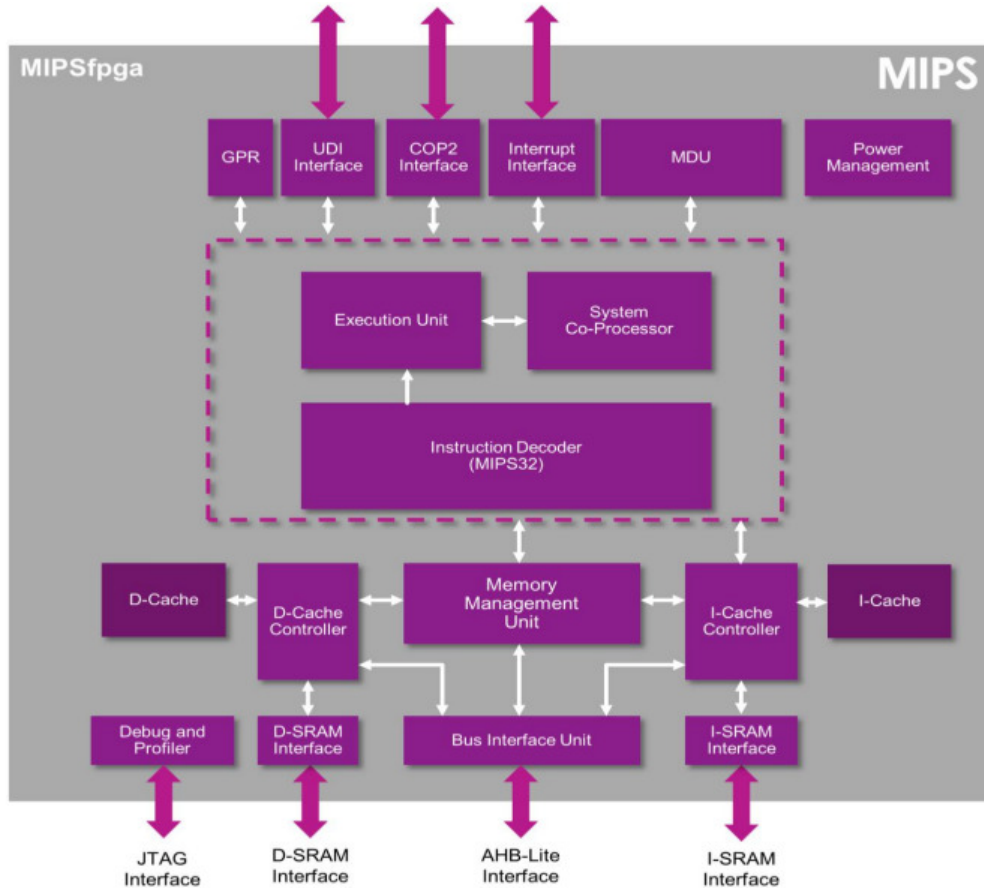 MIPSfpga
MIPS
GPR
UDI
Interface
COP2
Interface
Interrupt
Interface
MDU
Power
Management
Execution Unit
System
Co-Processor
Instruction Decoder
(MIPS32)
D-Cache
D-Cache
Controller
Memory
Management
Unit
I-Cache
Controller
I-Cache
Debug and
Profiler
D-SRAM
Interface
Bus Interface Unit
I-SRAM
Interface
JTAG
Interface
D-SRAM
Interface
AHB-Lite
Interface
I-SRAM
Interface